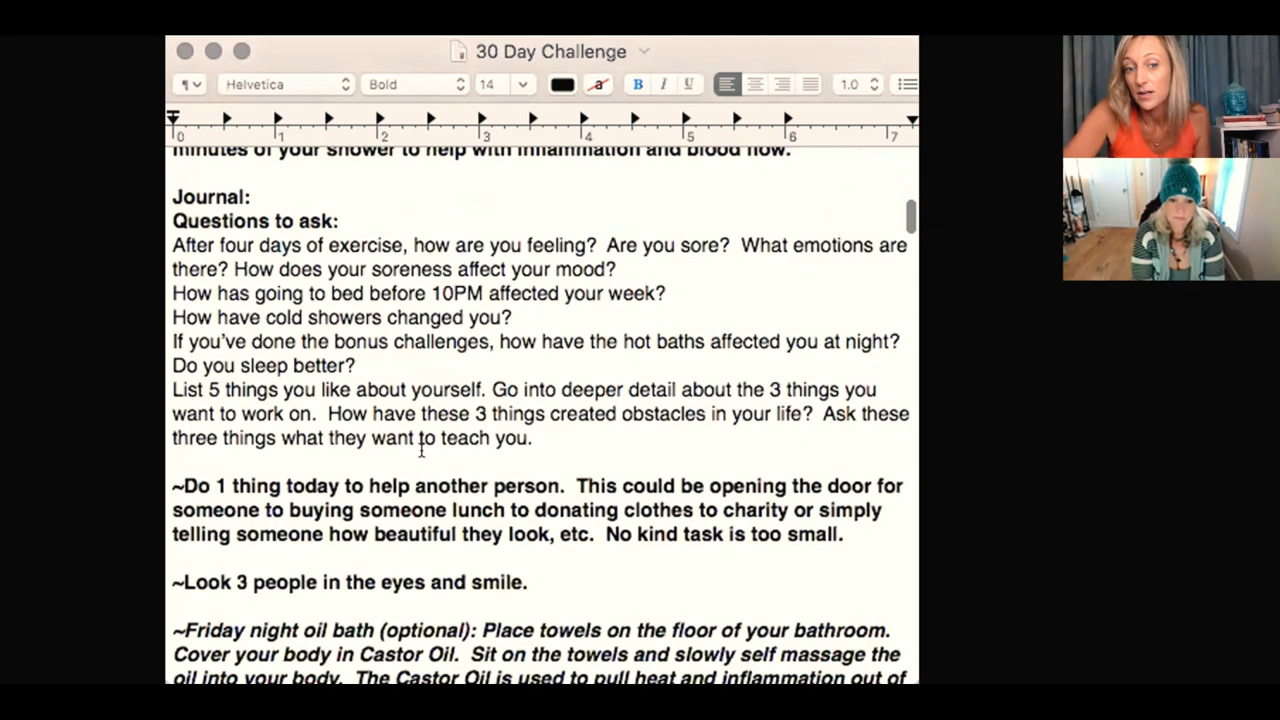 30 Day Challenge
Helvetica Bold 14 B I U 1.0
0 1 2 3 4 5 6 7
minutes of your shower to help with inflammation and blood flow.
Journal:
Questions to ask:
After four days of exercise, how are you feeling?  Are you sore?  What emotions are
there? How does your soreness affect your mood?
How has going to bed before 10PM affected your week?
How have cold showers changed you?
If you’ve done the bonus challenges, how have the hot baths affected you at night?
Do you sleep better?
List 5 things you like about yourself. Go into deeper detail about the 3 things you
want to work on.  How have these 3 things created obstacles in your life?  Ask these
three things what they want to teach you.
~Do 1 thing today to help another person.  This could be opening the door for
someone to buying someone lunch to donating clothes to charity or simply
telling someone how beautiful they look, etc.  No kind task is too small.
~Look 3 people in the eyes and smile.
~Friday night oil bath (optional): Place towels on the floor of your bathroom.
Cover your body in Castor Oil.  Sit on the towels and slowly self massage the
oil into your body.  The Castor Oil is used to pull heat and inflammation out of